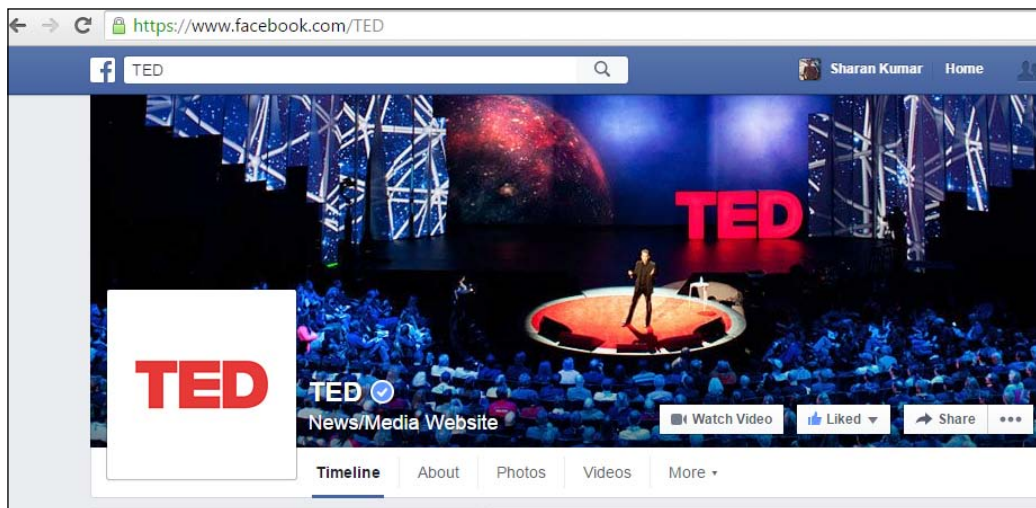 https://www.facebook.com/TED
f TED Sharan Kumar Home
TED
TED
TED
News/Media Website
Watch Video Liked Share
Timeline About Photos Videos More